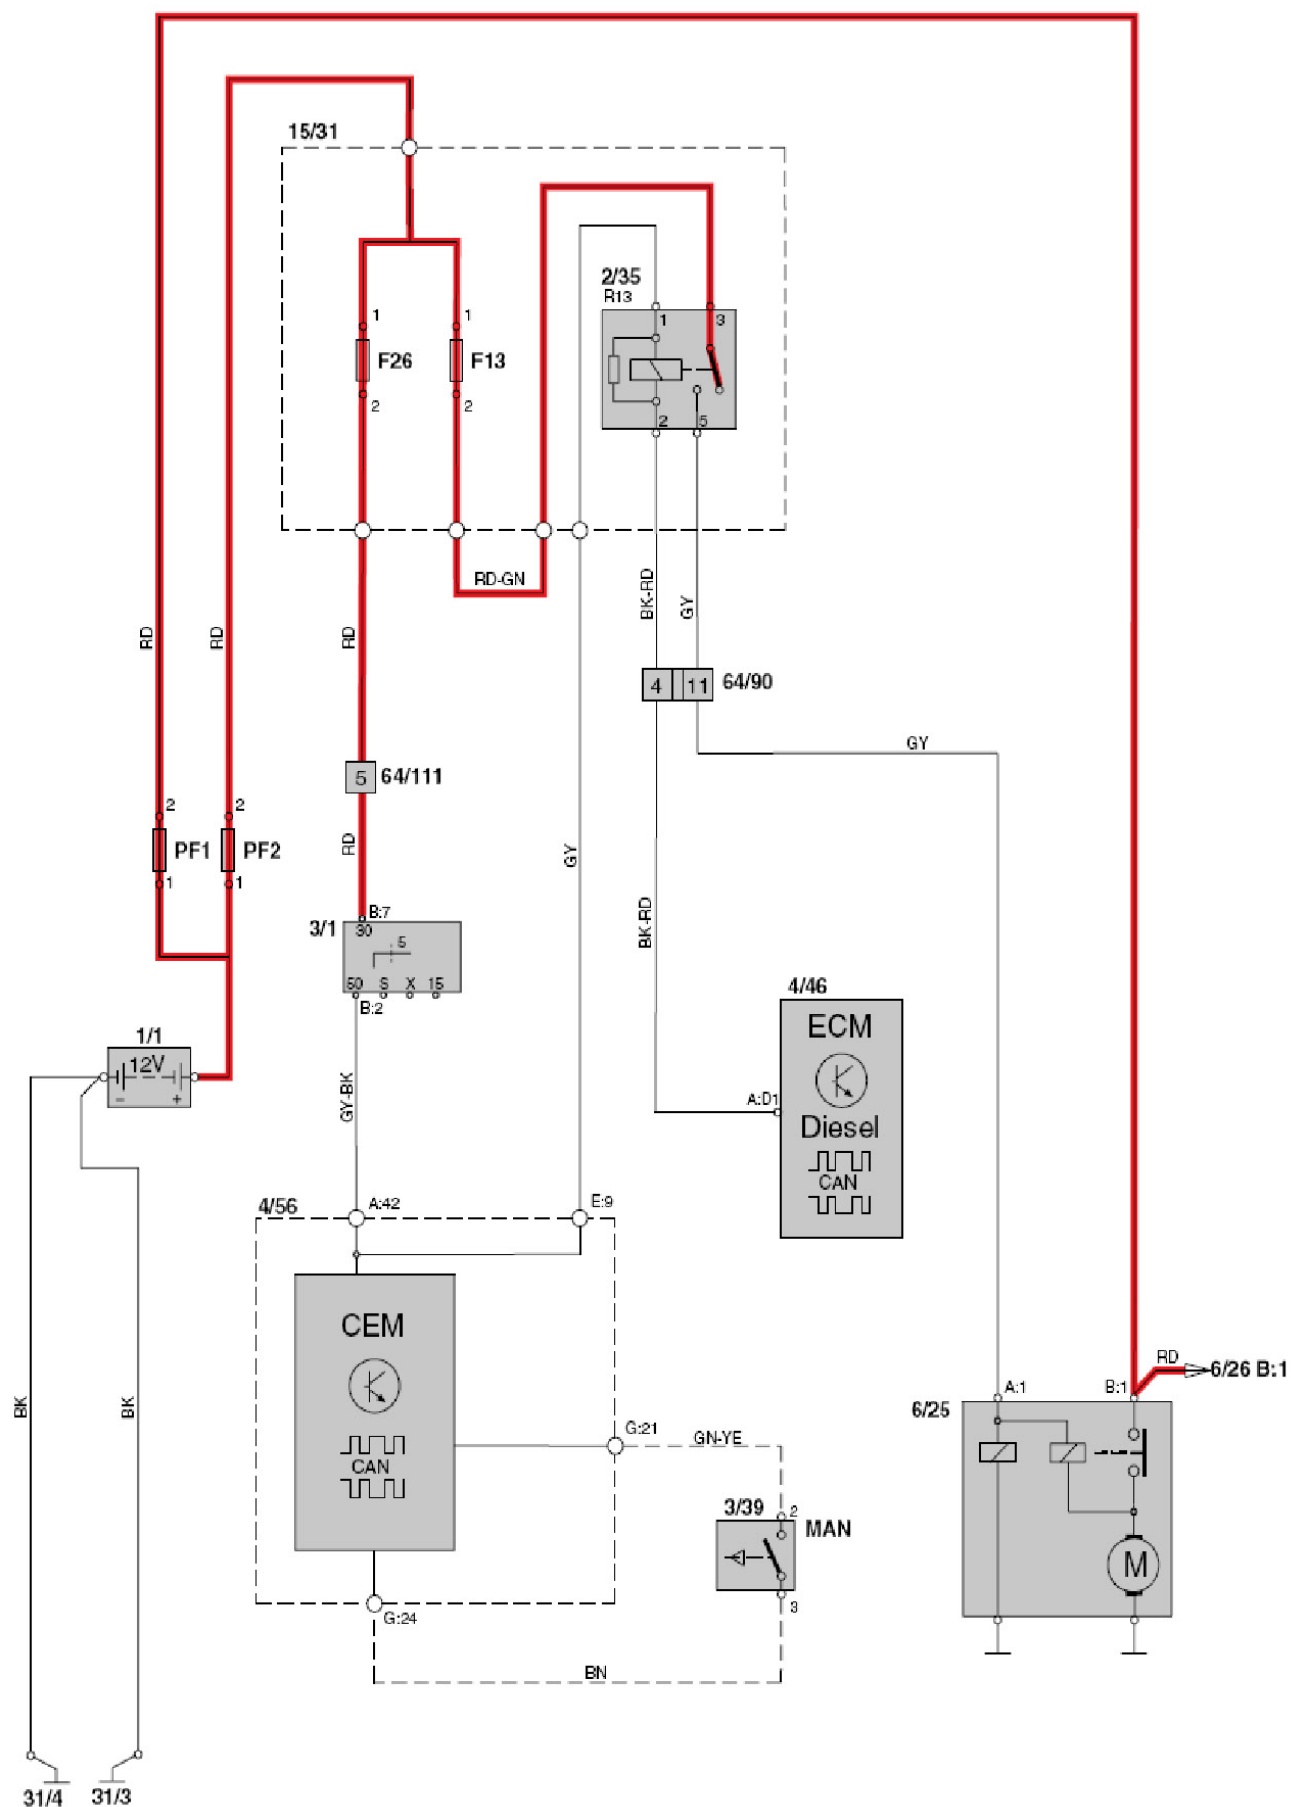 15/31
2/35
R13
1
3
1
1
F26
F13
2
2
2
5
RD-GN
BK-RD
GY
RD
RD
RD
4
11
64/90
GY
5
64/111
2
2
PF1
PF2
1
1
RD
GY
BK-RD
B:7
3/1
30
5
50
S
X
15
B:2
4/46
ECM
Diesel
CAN
A:D1
1/1
12V
-
+
GY-BK
4/56
A:42
E:9
CEM
CAN
RD
6/26 B:1
A:1
B:1
6/25
BK
BK
G:21
GN-YE
3/39
2
MAN
3
M
G:24
BN
31/4
31/3